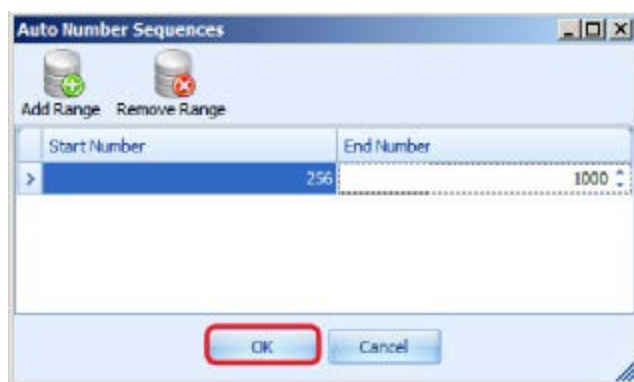 Auto Number Sequences
Add Range Remove Range
Start Number End Number
256 1000
OK Cancel